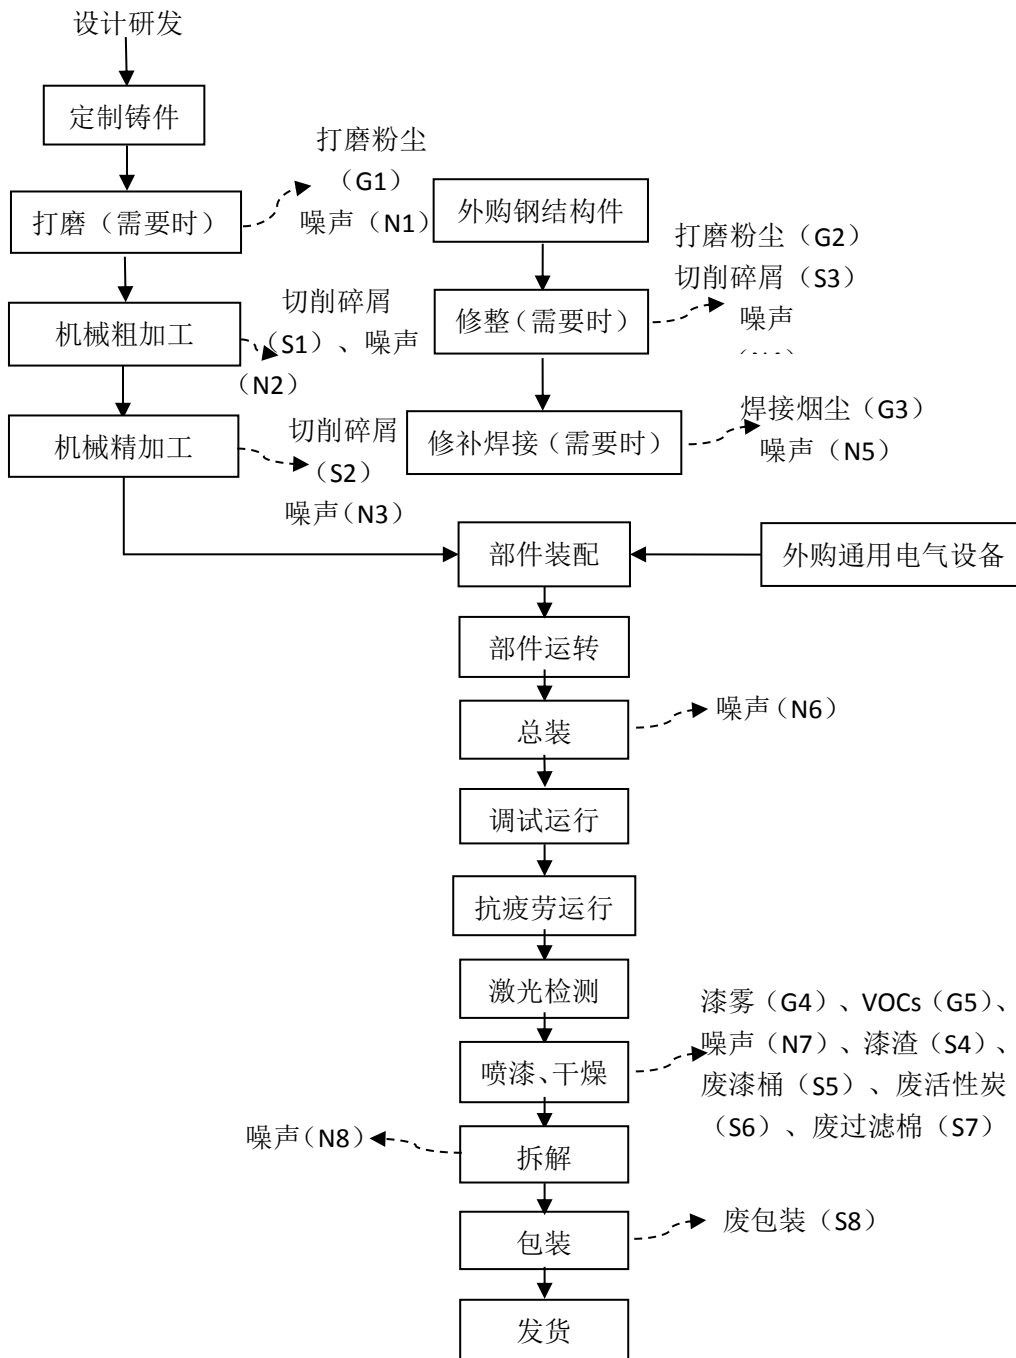 设计研发
定制铸件
打磨（需要时）
打磨粉尘
（G1）
噪声（N1）
机械粗加工
切削碎屑
（S1）、噪声
（N2）
机械精加工
切削碎屑
（S2）
噪声（N3）
外购钢结构件
修整（需要时）
打磨粉尘（G2）
切削碎屑（S3）
噪声
修补焊接（需要时）
焊接烟尘（G3）
噪声（N5）
部件装配
外购通用电气设备
部件运转
总装
噪声（N6）
调试运行
抗疲劳运行
激光检测
喷漆、干燥
漆雾（G4）、VOCs（G5）、
噪声（N7）、漆渣（S4）、
废漆桶（S5）、废活性炭
（S6）、废过滤棉（S7）
噪声（N8）
拆解
包装
废包装（S8）
发货